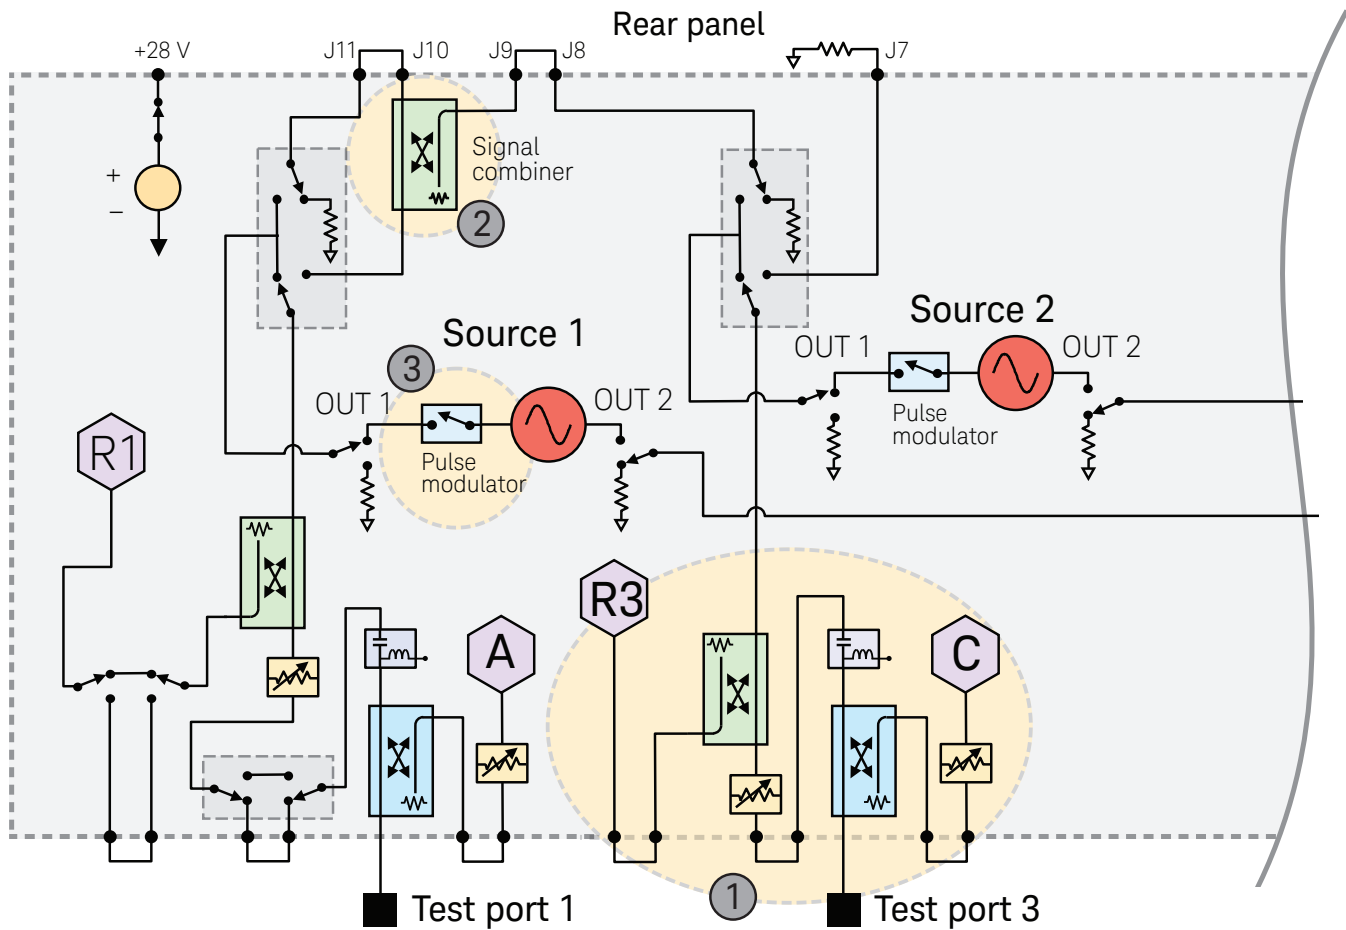 Rear panel
+28 V
J11
J10
J9
J8
J7
+
–
Signal
combiner
2
Source 1
3
OUT 1
OUT 2
Pulse
modulator
Source 2
OUT 1
OUT 2
Pulse
modulator
R1
A
R3
C
1
Test port 1
Test port 3